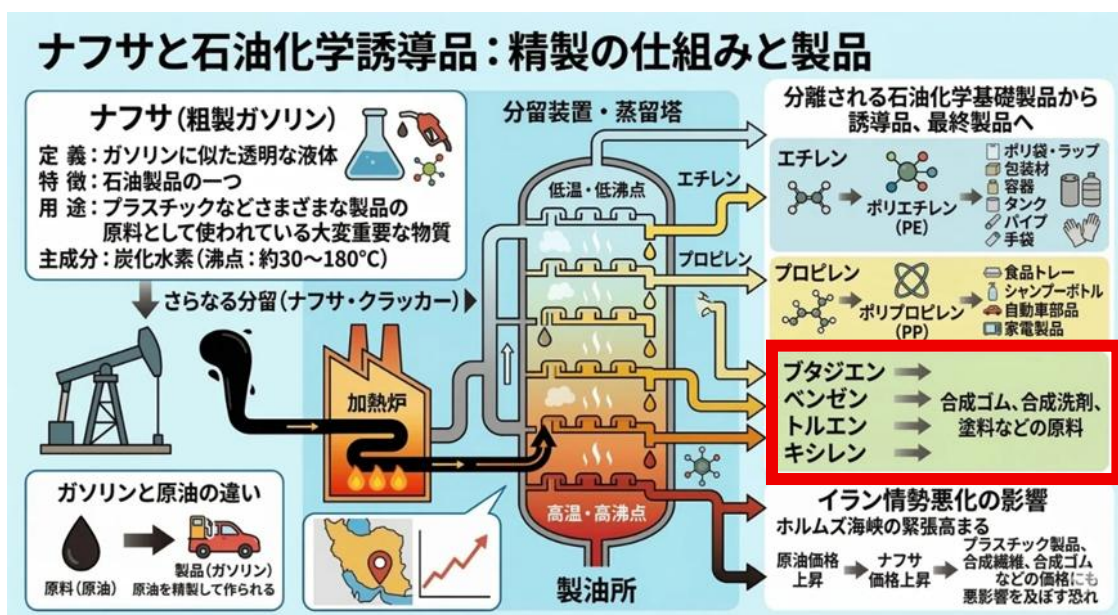 ナフサと石油化学誘導品：精製の仕組みと製品
ナフサ（粗製ガソリン）
定義：ガソリンに似た透明な液体
特徴：石油製品の一つ
用途：プラスチックなどさまざまな製品の
原料として使われている大変重要な物質
主成分：炭化水素（沸点：約30～180℃）
さらなる分留（ナフサ・クラッカー）
加熱炉
ガソリンと原油の違い
原料（原油）
製品（ガソリン）
原油を精製して作られる
分留装置・蒸留塔
低温・低沸点
高温・高沸点
製油所
エチレン
プロピレン
分離される石油化学基礎製品から
誘導品、最終製品へ
エチレン
ポリエチレン
(PE)
ポリ袋・ラップ
包装材
容器
タンク
パイプ
手袋
プロピレン
ポリプロピレン
(PP)
食品トレー
シャンプーボトル
自動車部品
家電製品
ブタジエン
ベンゼン
トルエン
キシレン
合成ゴム、合成洗剤、
塗料などの原料
イラン情勢悪化の影響
ホルムズ海峡の緊張高まる
原油価格
上昇
ナフサ
価格上昇
プラスチック製品、
合成繊維、合成ゴム
などの価格にも
悪影響を及ぼす恐れ